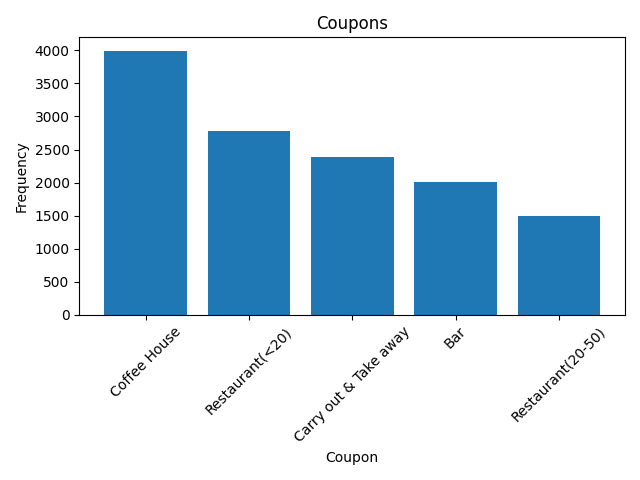 Coupons
Frequency
4000
3500
3000
2500
2000
1500
1000
500
0
Coffee House
Restaurant(<20)
Carry out & Take away
Bar
Restaurant(20-50)
Coupon